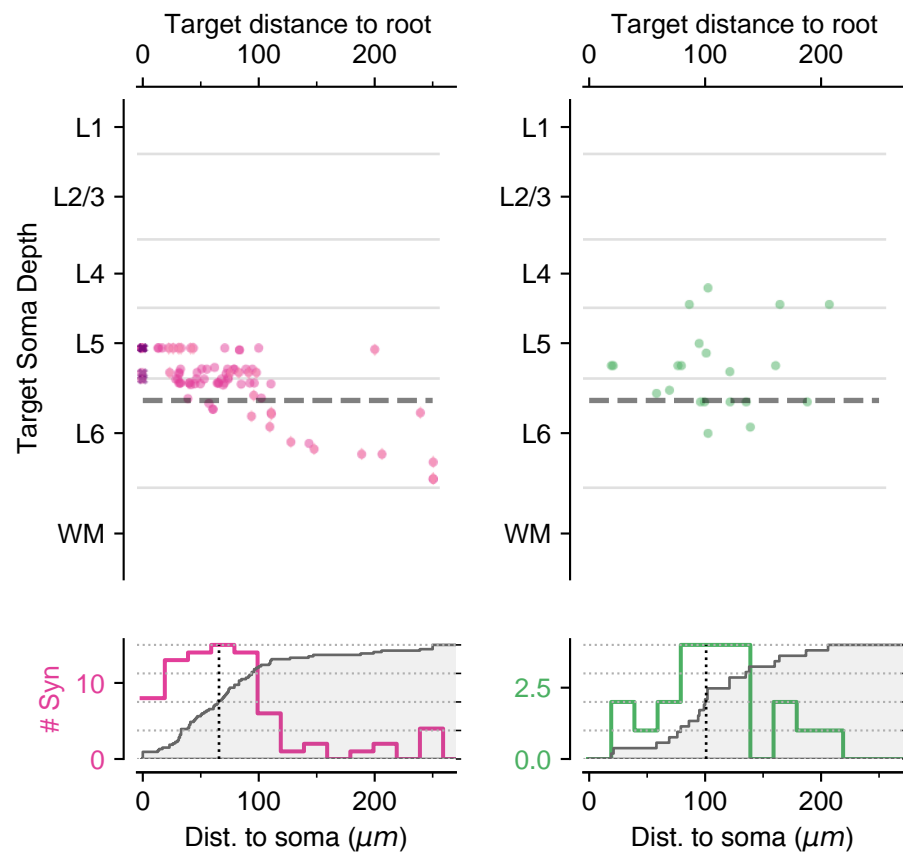 Target distance to root
0 100 200
Target distance to root
0 100 200
Target Soma Depth
L1
L2/3
L4
L5
L6
WM
L1
L2/3
L4
L5
L6
WM
# Syn
10
0
2.5
0.0
0 100 200
Dist. to soma (μm)
0 100 200
Dist. to soma (μm)